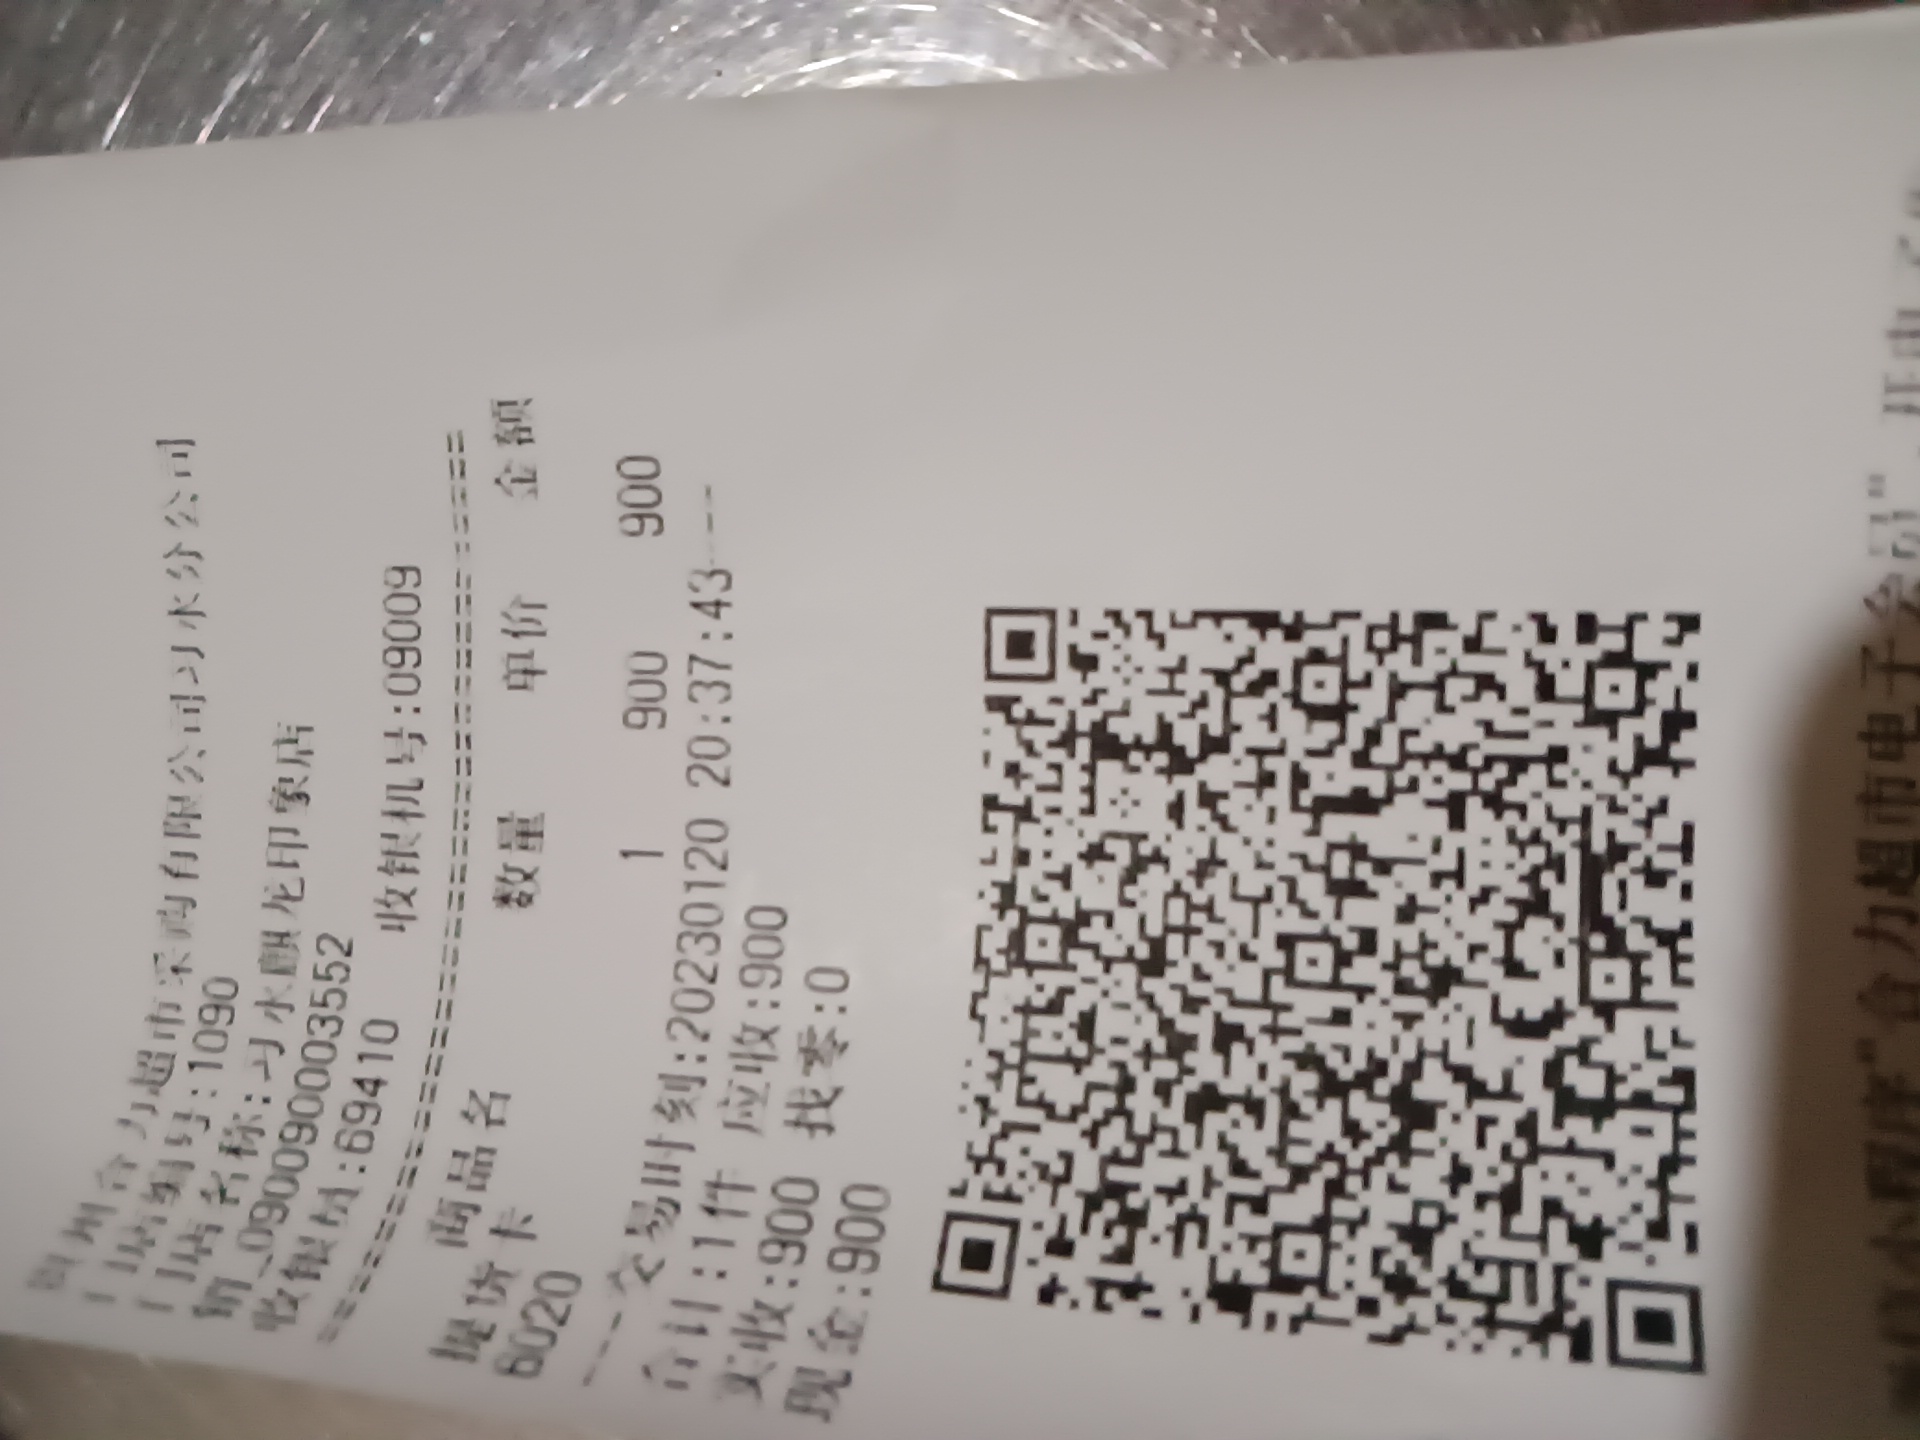 贵州合力超市采购有限公司习水分公司
门店编号:1090
门店名称:习水麒龙印象店
销_090090003552
收银员:69410 收银机号:09009
================================
商品名 数量 单价 金额
提货卡
6020 1 900 900
---交易时刻:20230120 20:37:43---
合计:1件 应收:900
实收:900 找零:0
现金:900
合力超市电子会员